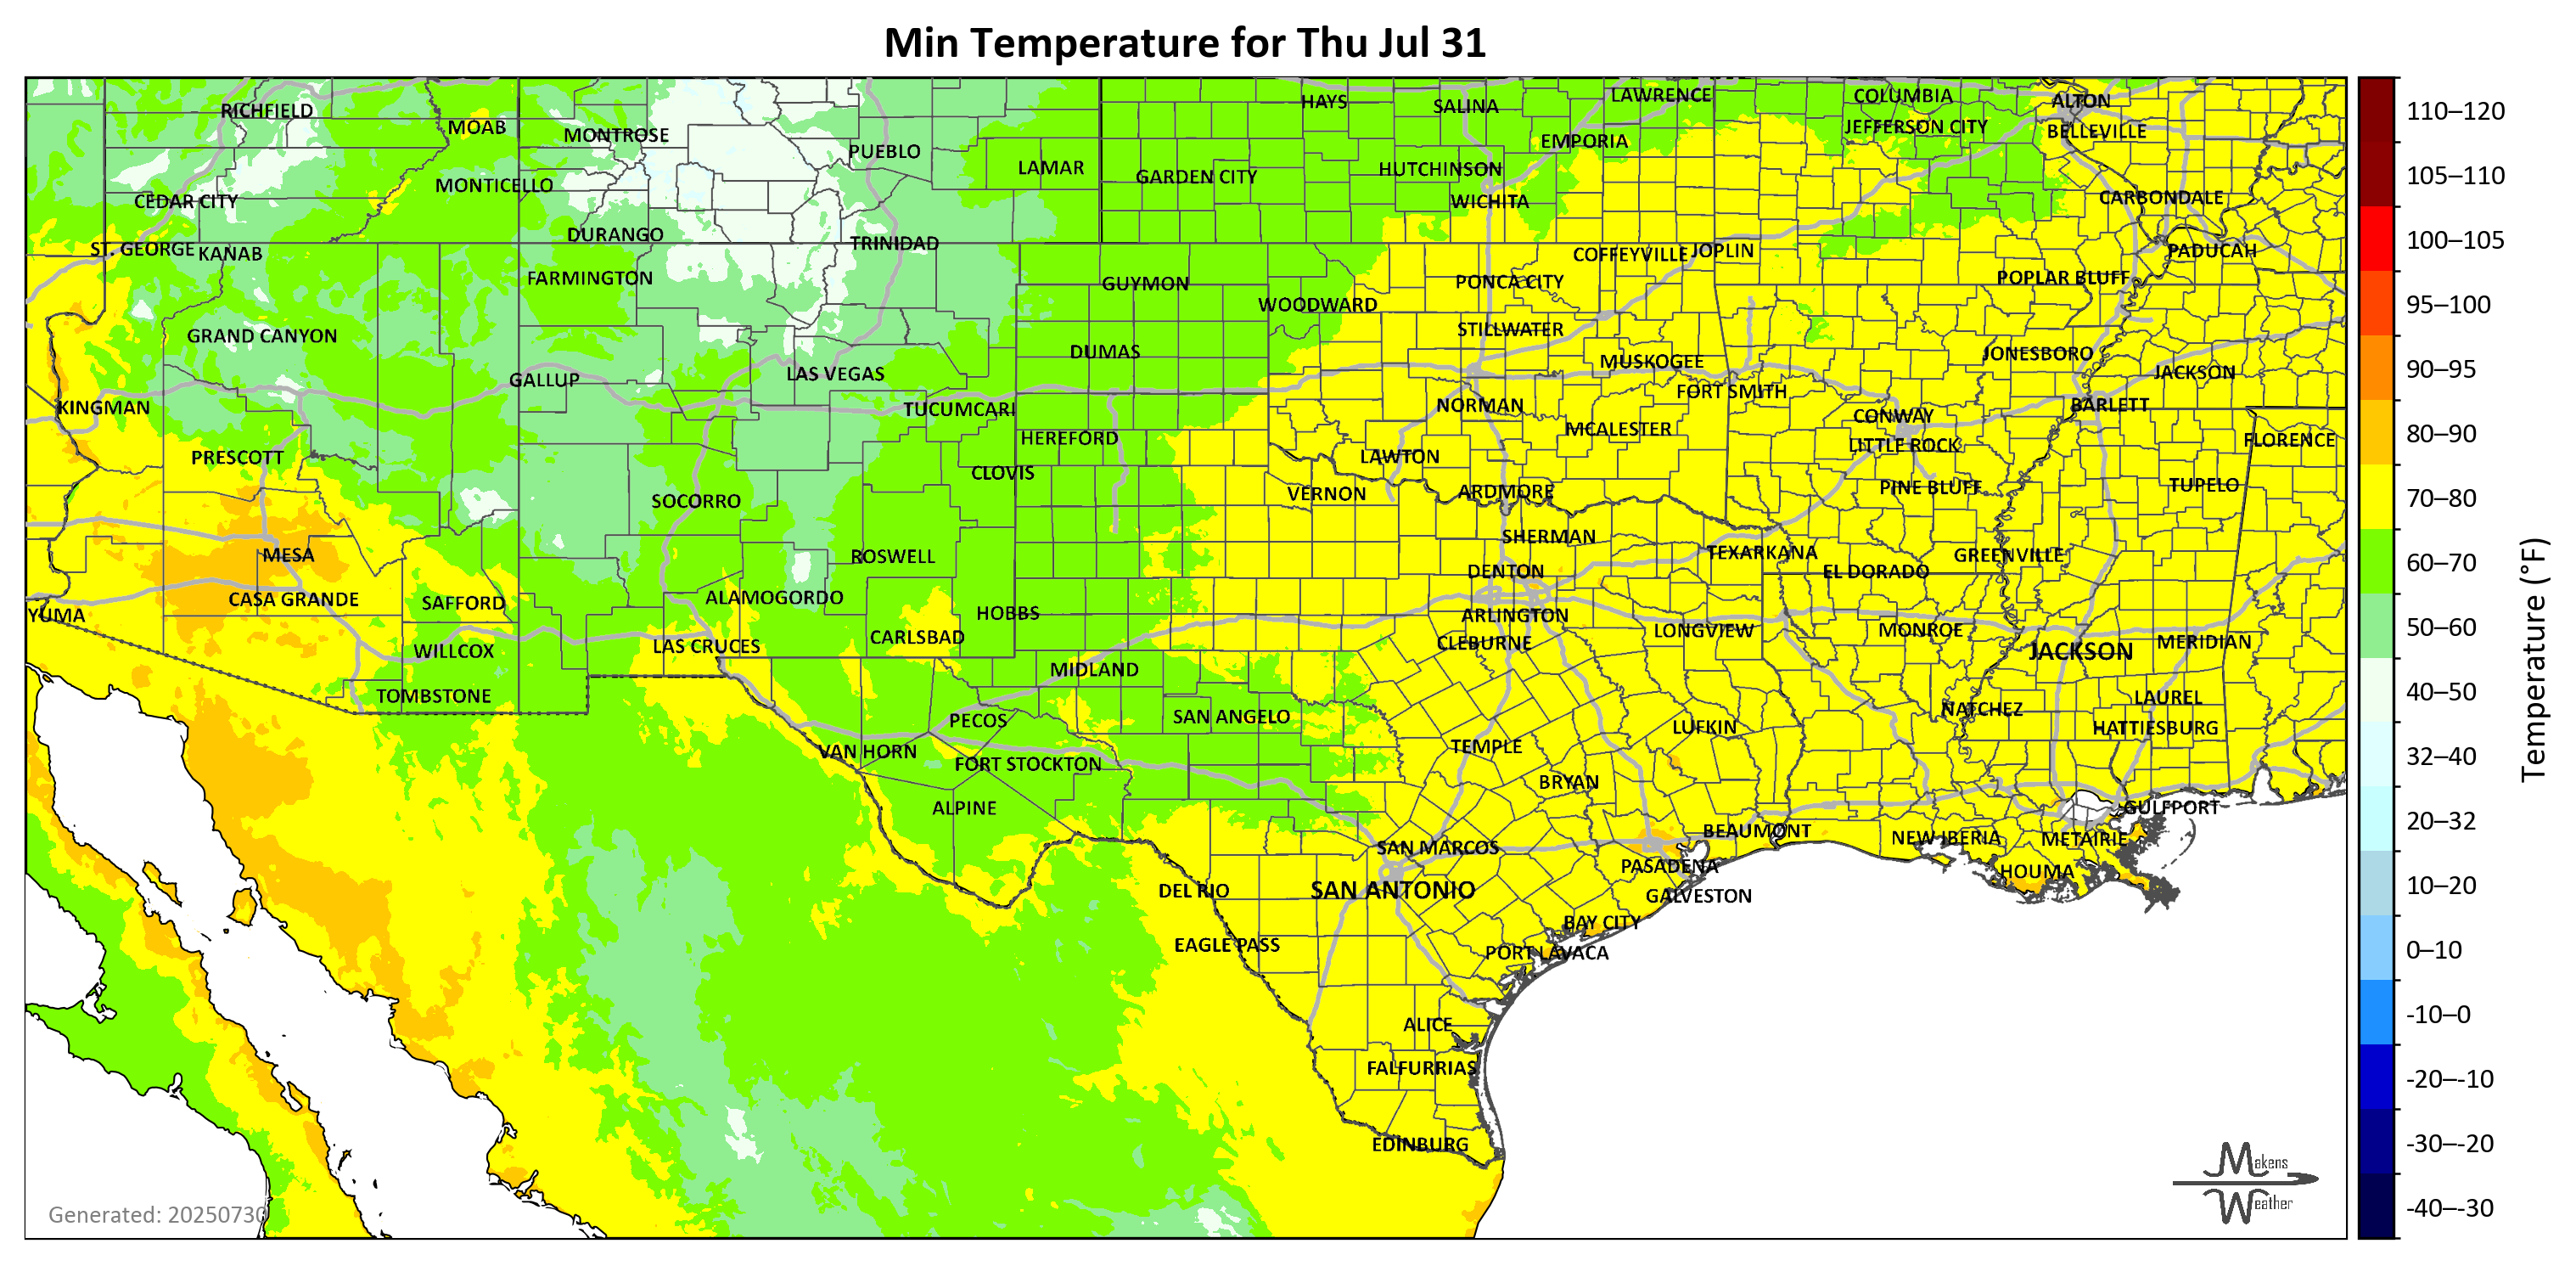 Min Temperature for Thu Jul 31
HAYS
SALINA
LAWRENCE
COLUMBIA
ALTON
RICHFIELD
MOAB
MONTROSE
EMPORIA
JEFFERSON CITY
BELLEVILLE
PUEBLO
LAMAR
GARDEN CITY
HUTCHINSON
MONTICELLO
CEDAR CITY
WICHITA
CARBONDALE
DURANGO
TRINIDAD
ST. GEORGE
KANAB
COFFEYVILLE
JOPLIN
PADUCAH
FARMINGTON
GUYMON
PONCA CITY
POPLAR BLUFF
WOODWARD
GRAND CANYON
STILLWATER
DUMAS
MUSKOGEE
JONESBORO
GALLUP
LAS VEGAS
JACKSON
FORT SMITH
KINGMAN
TUCUMCARI
NORMAN
CONWAY
BARLETT
HEREFORD
MCALESTER
LITTLE ROCK
FLORENCE
PRESCOTT
CLOVIS
LAWTON
SOCORRO
VERNON
ARDMORE
PINE BLUFF
TUPELO
MESA
ROSWELL
SHERMAN
TEXARKANA
GREENVILLE
DENTON
EL DORADO
YUMA
CASA GRANDE
SAFFORD
ALAMOGORDO
HOBBS
ARLINGTON
WILLCOX
LAS CRUCES
CARLSBAD
CLEBURNE
LONGVIEW
MONROE
JACKSON
MERIDIAN
TOMBSTONE
MIDLAND
LAUREL
PECOS
SAN ANGELO
LUFKIN
NATCHEZ
HATTIESBURG
VAN HORN
FORT STOCKTON
TEMPLE
ALPINE
BRYAN
GULFPORT
SAN MARCOS
BEAUMONT
NEW IBERIA
METAIRIE
DEL RIO
SAN ANTONIO
PASADENA
HOUMA
GALVESTON
EAGLE PASS
BAY CITY
PORT LAVACA
ALICE
FALFURRIAS
EDINBURG
Generated: 20250730
Makens
Weather
110–120
105–110
100–105
95–100
90–95
80–90
70–80
60–70
50–60
40–50
32–40
20–32
10–20
0–10
-10–0
-20–-10
-30–-20
-40–-30
Temperature (°F)